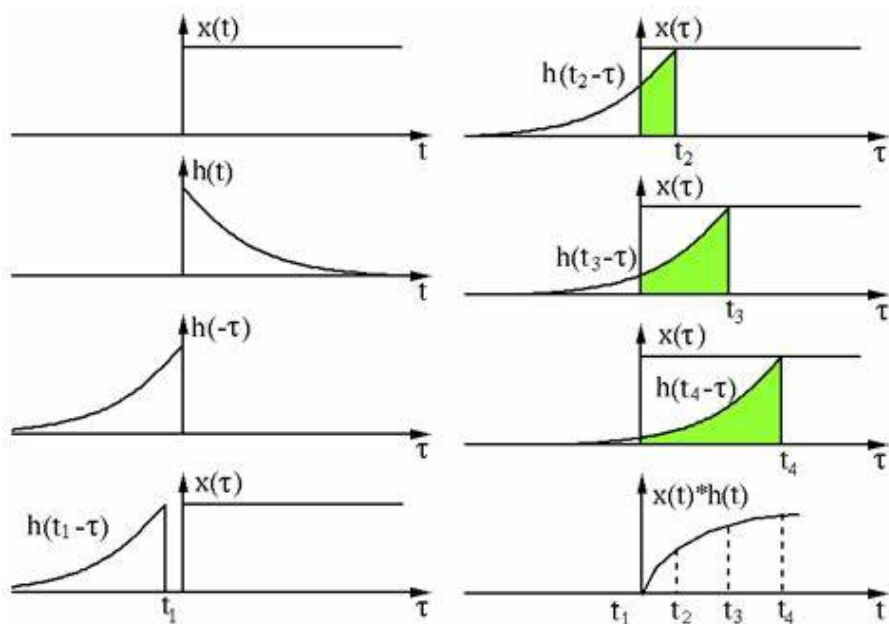 x(t)
t
h(t)
t
h(-τ)
τ
x(τ)
h(t₁-τ)
t₁
τ
x(τ)
h(t₂-τ)
t₂
τ
x(τ)
h(t₃-τ)
t₃
τ
x(τ)
h(t₄-τ)
t₄
τ
x(t)*h(t)
t₁ t₂ t₃ t₄ t